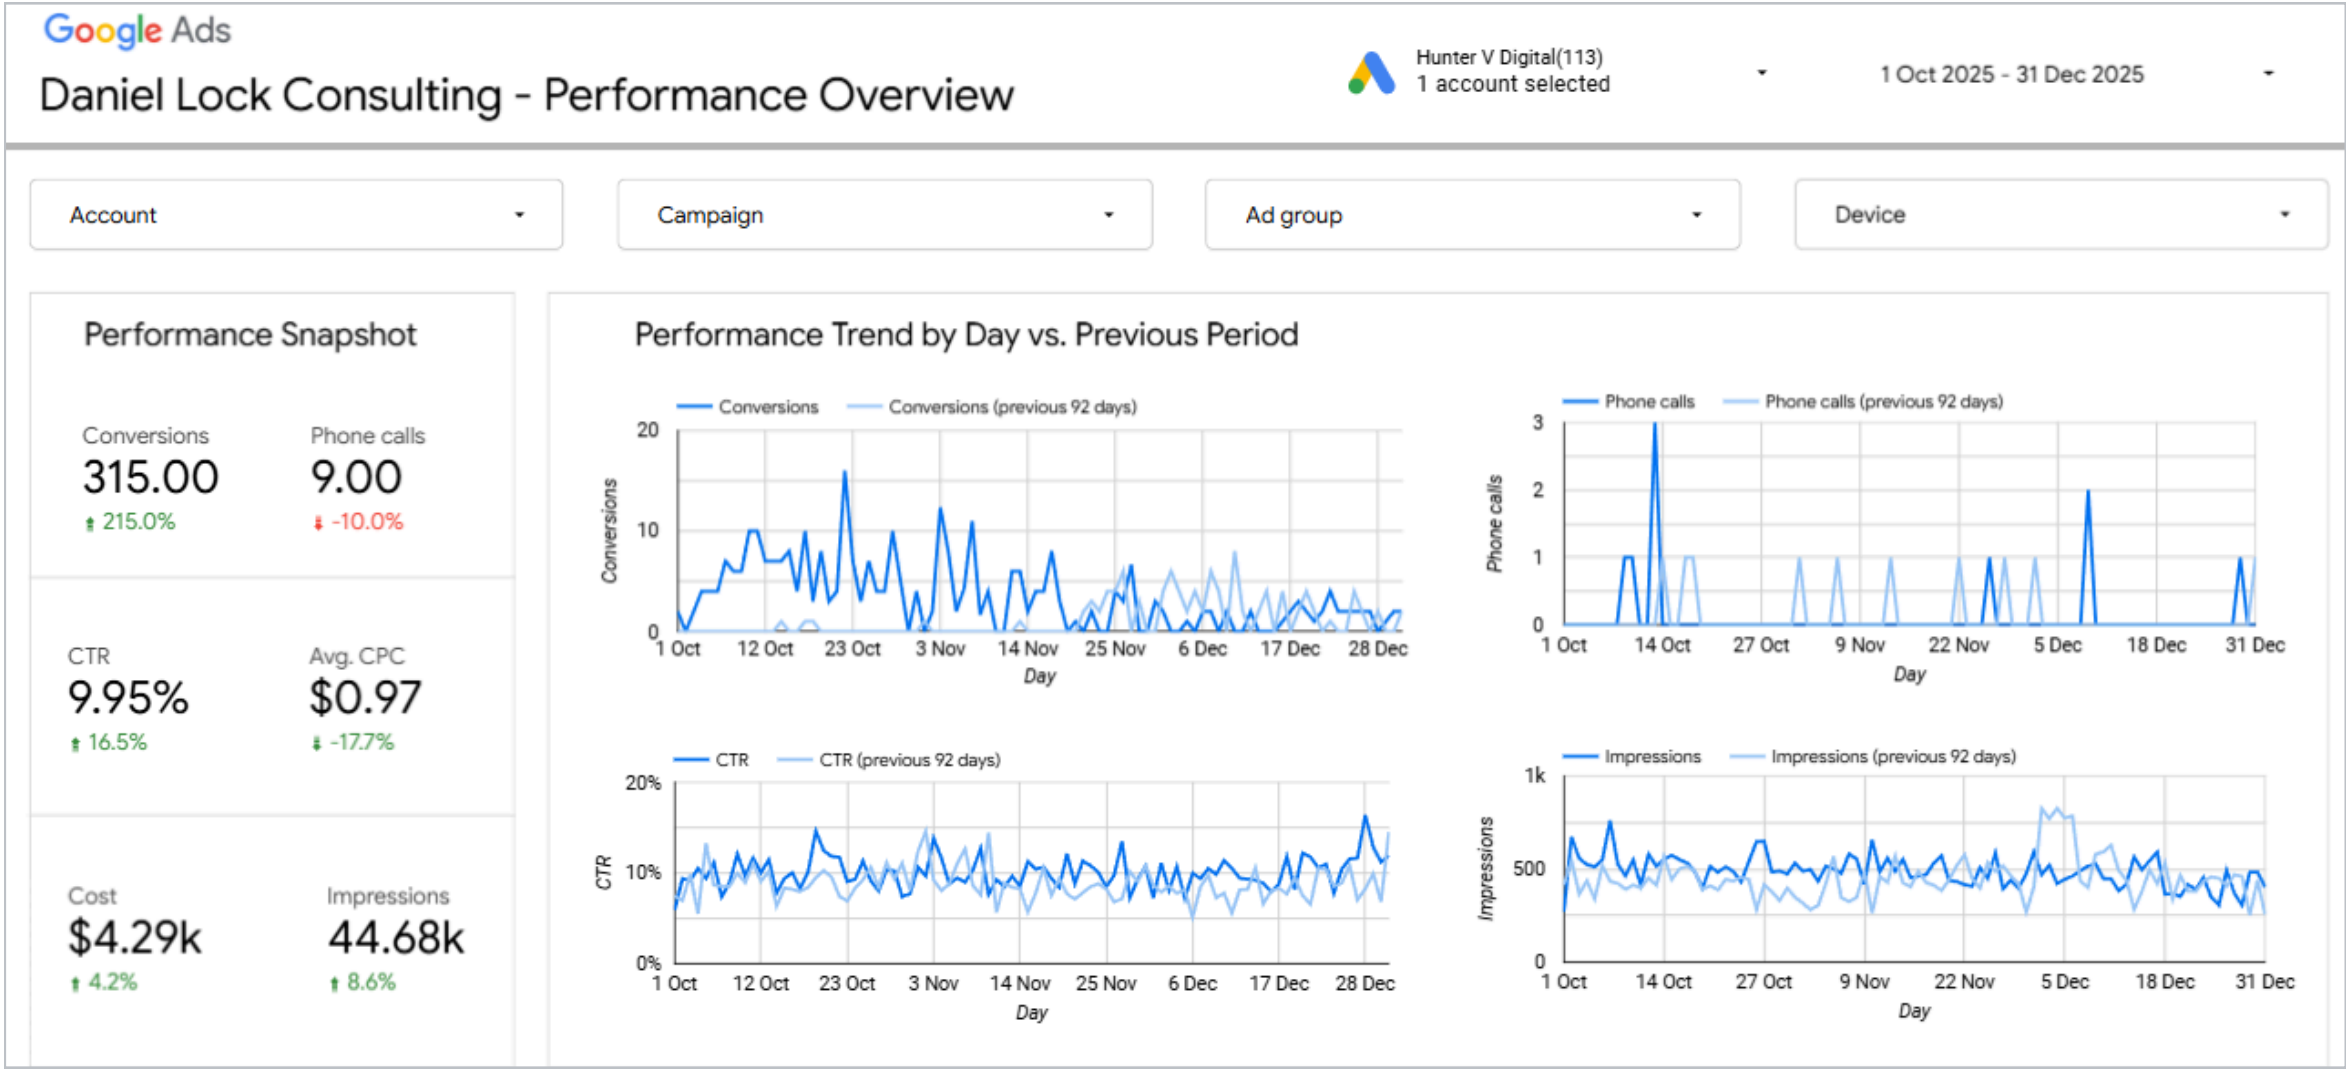 Google Ads
Daniel Lock Consulting - Performance Overview
Hunter V Digital(113)
1 account selected
1 Oct 2025 - 31 Dec 2025
Account
Campaign
Ad group
Device
Performance Snapshot
Conversions
315.00
215.0%
Phone calls
9.00
-10.0%
CTR
9.95%
16.5%
Avg. CPC
$0.97
-17.7%
Cost
$4.29k
4.2%
Impressions
44.68k
8.6%
Performance Trend by Day vs. Previous Period
Conversions Conversions (previous 92 days)
Conversions
20
10
0
1 Oct 12 Oct 23 Oct 3 Nov 14 Nov 25 Nov 6 Dec 17 Dec 28 Dec
Day
Phone calls Phone calls (previous 92 days)
Phone calls
3
2
1
0
1 Oct 14 Oct 27 Oct 9 Nov 22 Nov 5 Dec 18 Dec 31 Dec
Day
CTR CTR (previous 92 days)
CTR
20%
10%
0%
1 Oct 12 Oct 23 Oct 3 Nov 14 Nov 25 Nov 6 Dec 17 Dec 28 Dec
Day
Impressions Impressions (previous 92 days)
Impressions
1k
500
0
1 Oct 14 Oct 27 Oct 9 Nov 22 Nov 5 Dec 18 Dec 31 Dec
Day